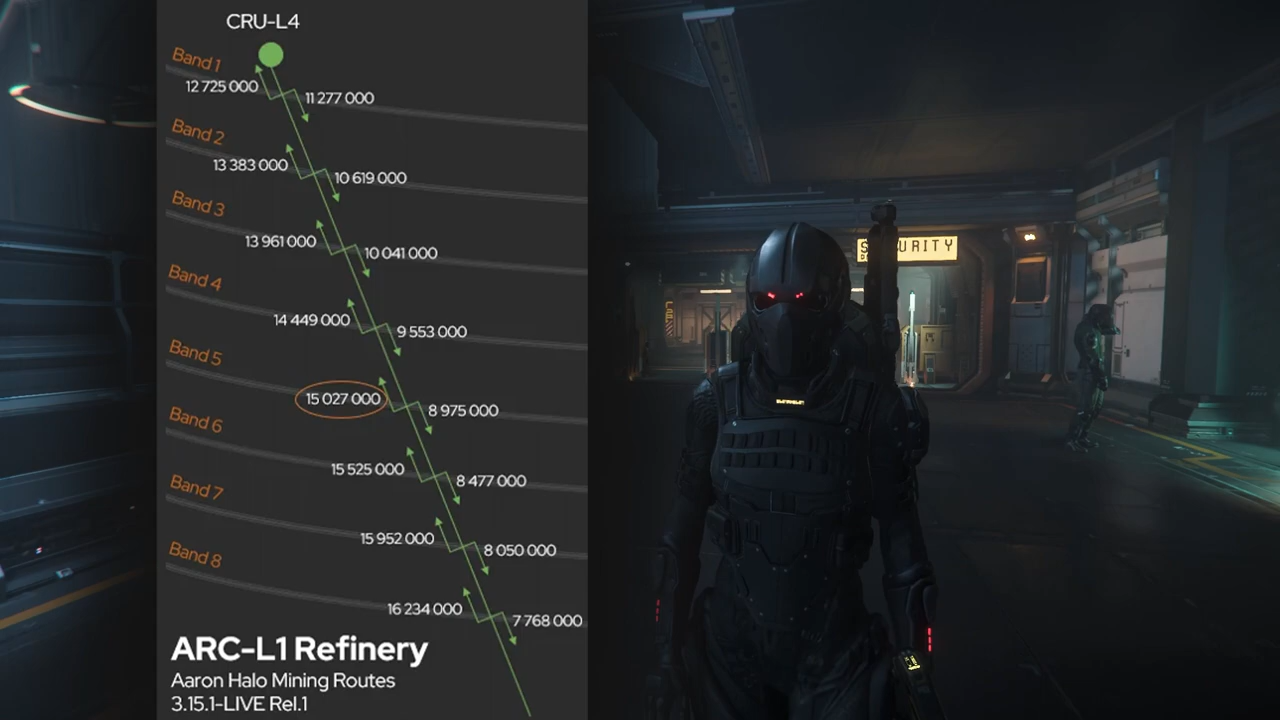 CRU-L4
Band 1
12 725 000
11 277 000
Band 2
13 383 000
10 619 000
Band 3
13 961 000
10 041 000
Band 4
14 449 000
9 553 000
Band 5
15 027 000
8 975 000
Band 6
15 525 000
8 477 000
Band 7
15 952 000
8 050 000
Band 8
16 234 000
7 768 000
ARC-L1 Refinery
Aaron Halo Mining Routes
3.15.1-LIVE Rel.1
S URITY